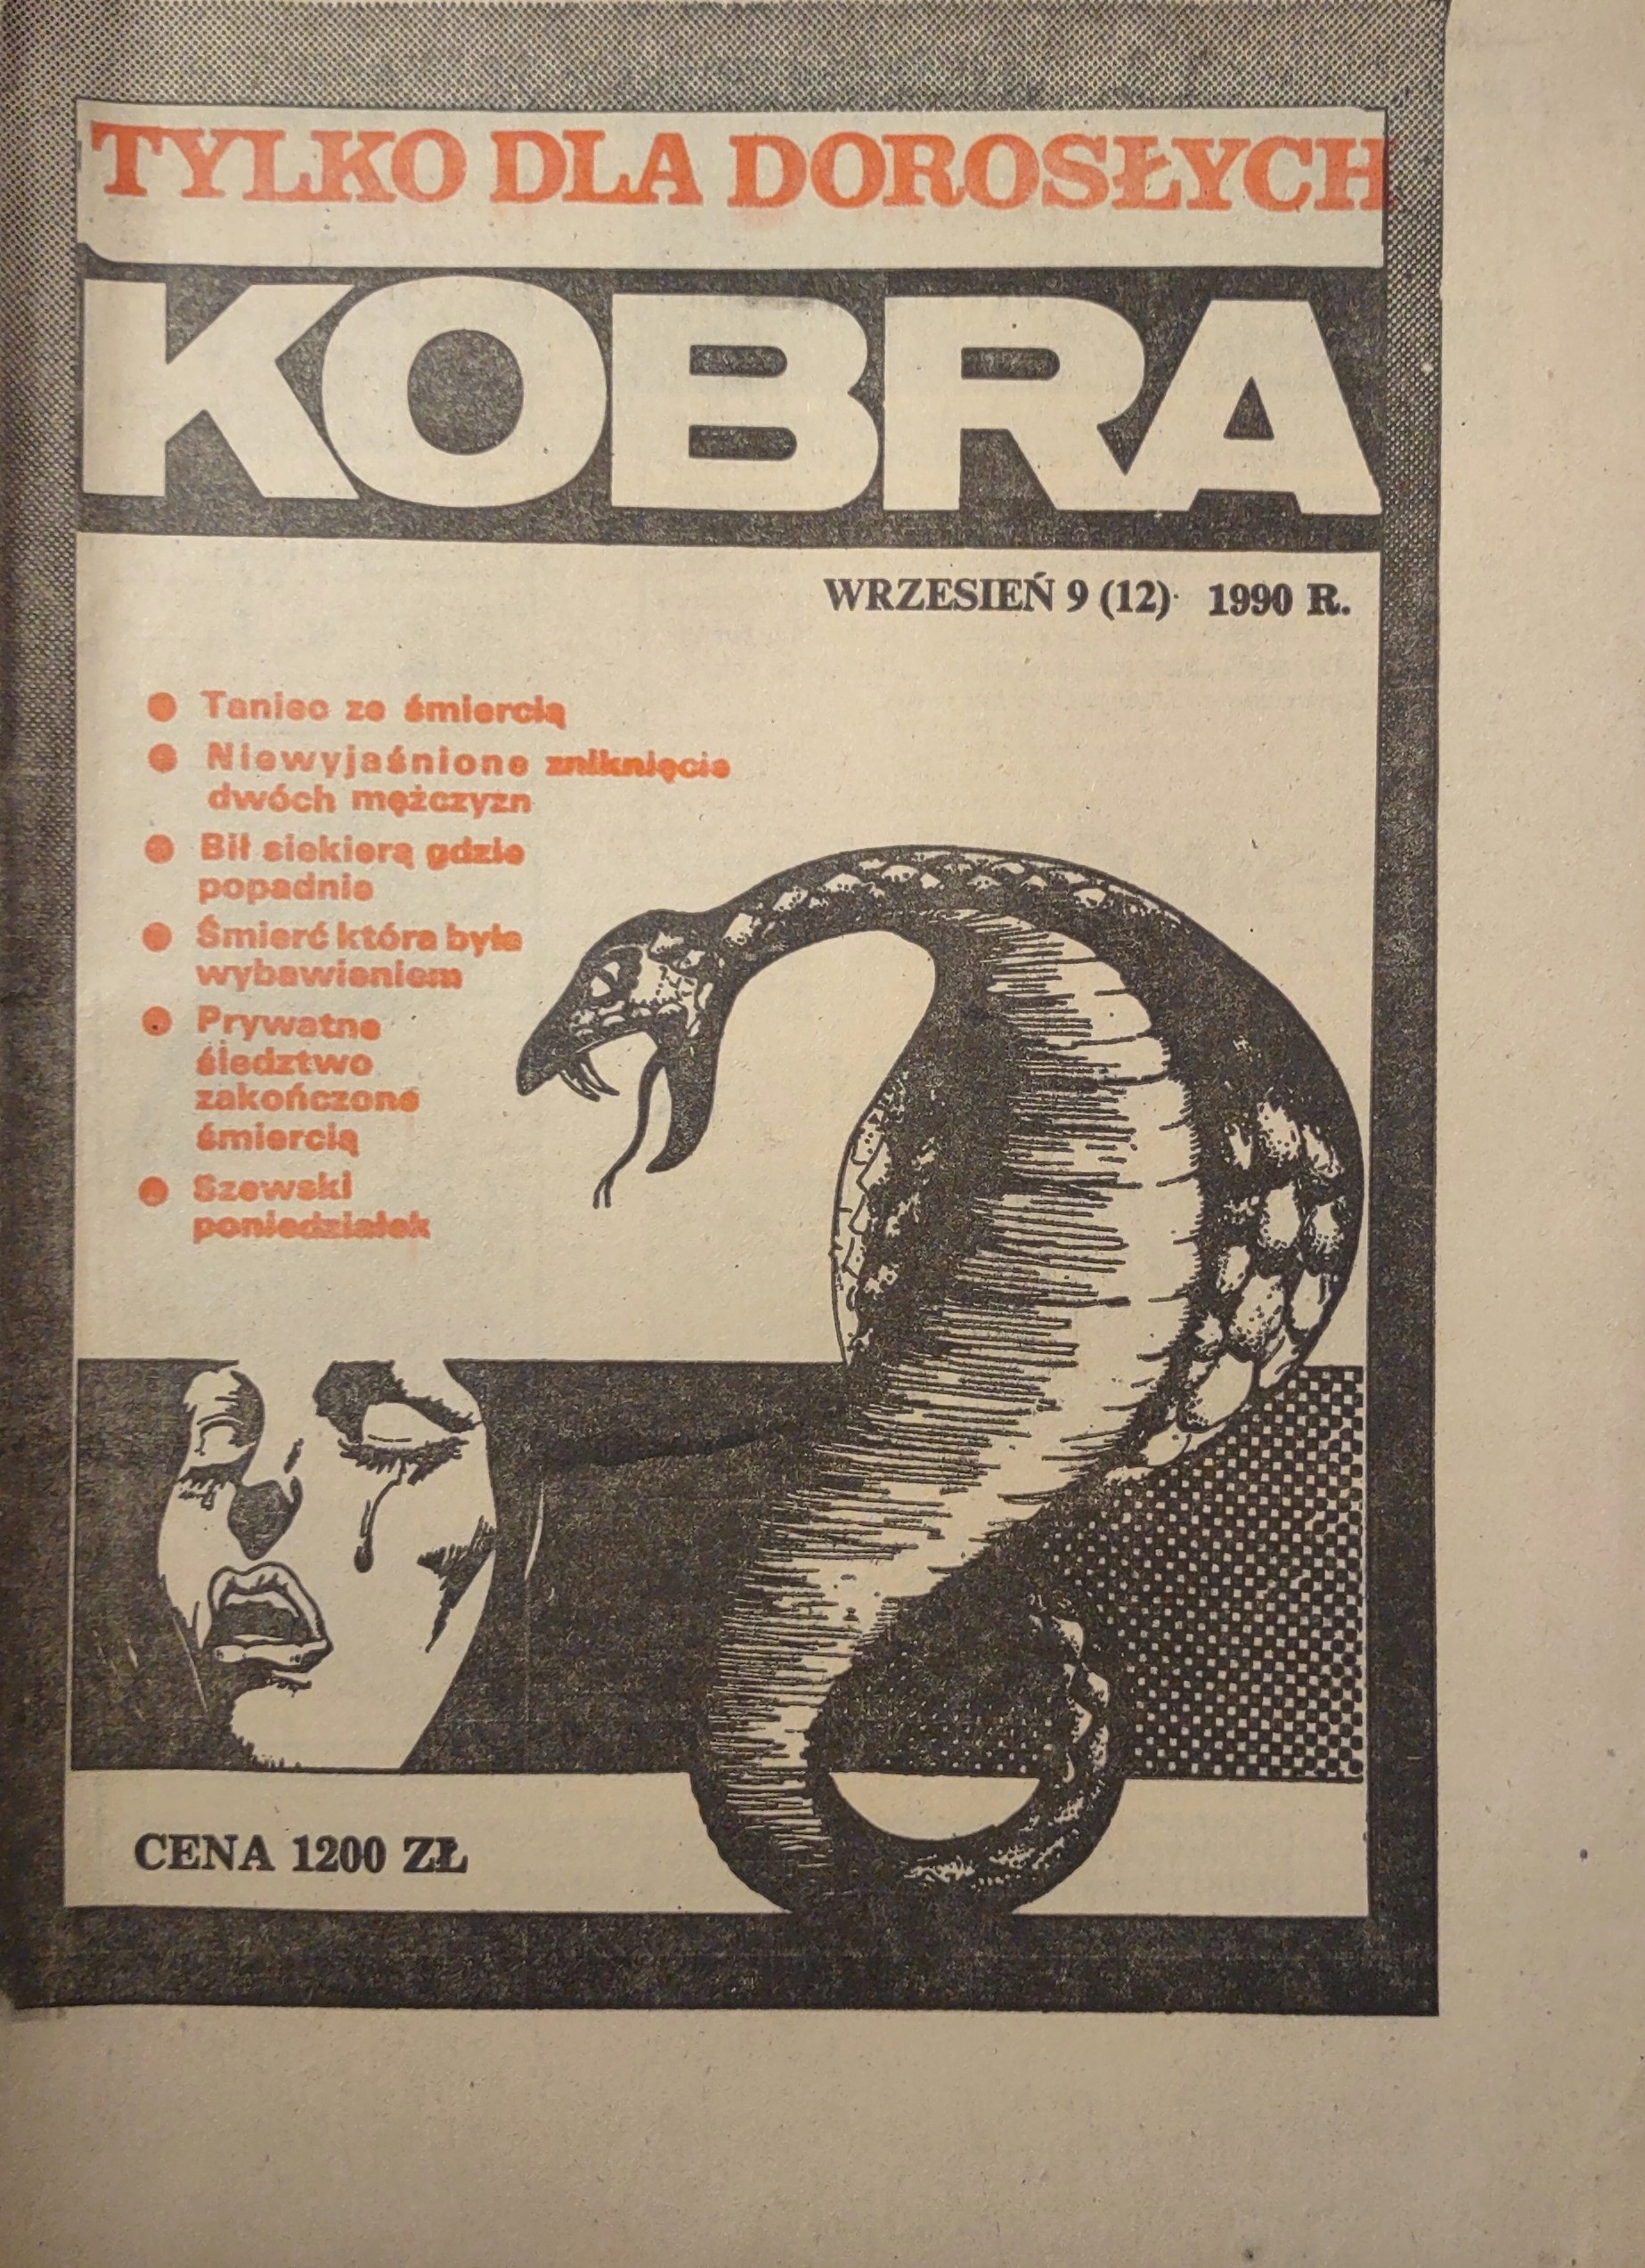 TYLKO DLA DOROSŁYCH
KOBRA
WRZESIEŃ 9 (12) 1990 R.
● Taniec ze śmiercią
● Niewyjaśnione zniknięcie
dwóch mężczyzn
● Bił siekierą gdzie
popadnie
● Śmierć która była
wybawieniem
● Prywatne
śledztwo
zakończone
śmiercią
● Szewski
poniedziałek
CENA 1200 ZŁ